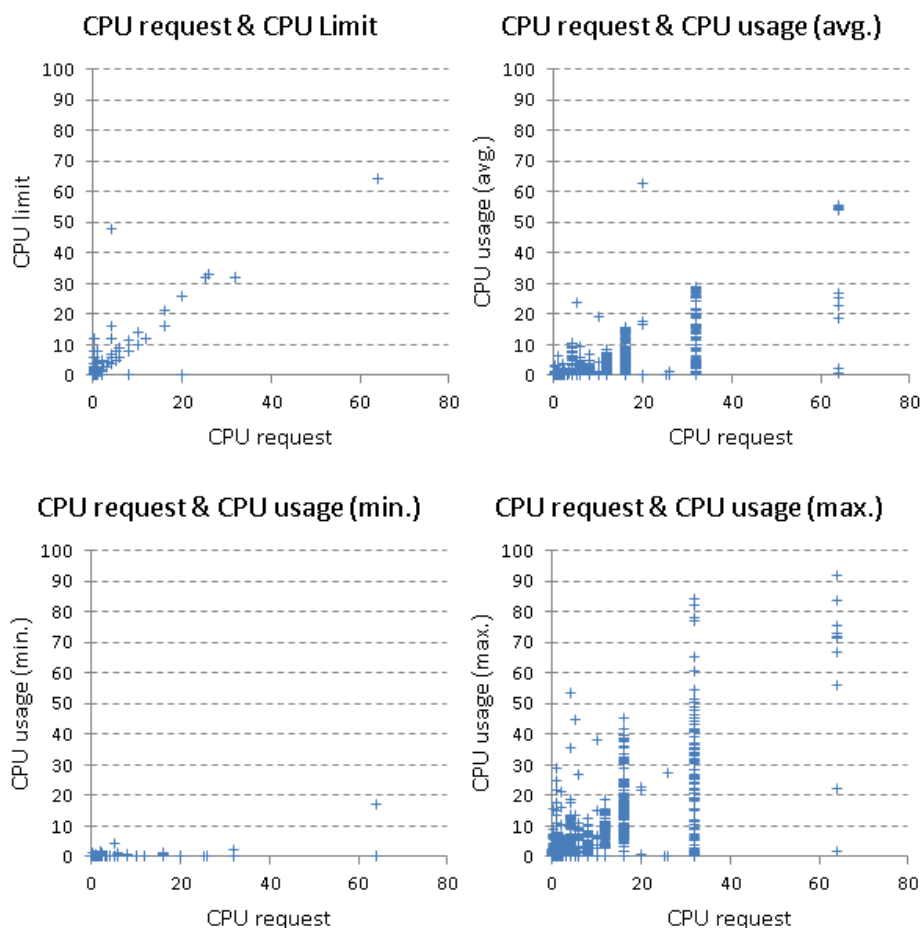 CPU request & CPU Limit
100
90
80
70
60
50
40
30
20
10
0
CPU limit
0 20 40 60 80
CPU request
CPU request & CPU usage (avg.)
100
90
80
70
60
50
40
30
20
10
0
CPU usage (avg.)
0 20 40 60 80
CPU request
CPU request & CPU usage (min.)
100
90
80
70
60
50
40
30
20
10
0
CPU usage (min.)
0 20 40 60 80
CPU request
CPU request & CPU usage (max.)
100
90
80
70
60
50
40
30
20
10
0
CPU usage (max.)
0 20 40 60 80
CPU request